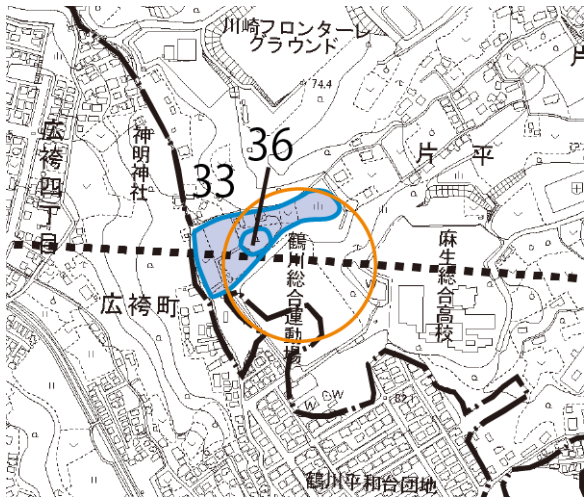 川崎フロンターレ
グラウンド
74.4
片
36
片平
33
神明神社
広袴四丁目
鶴川総合運動場
麻生総合高校
広袴町
W
GW
82.1
鶴川平和台団地